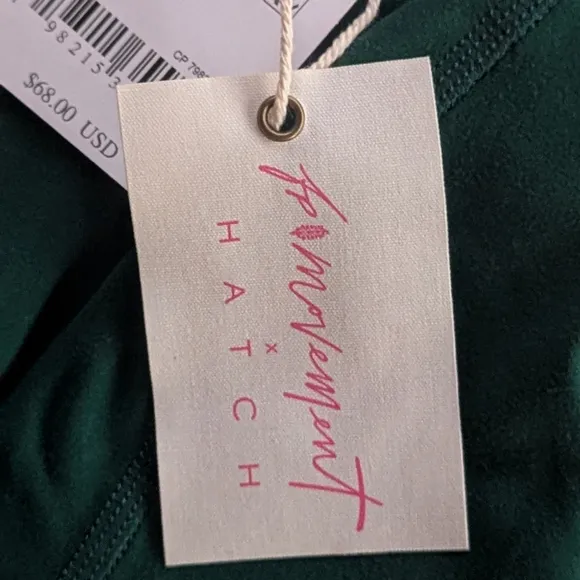 fp movement
x
HATCH
$68.00 USD